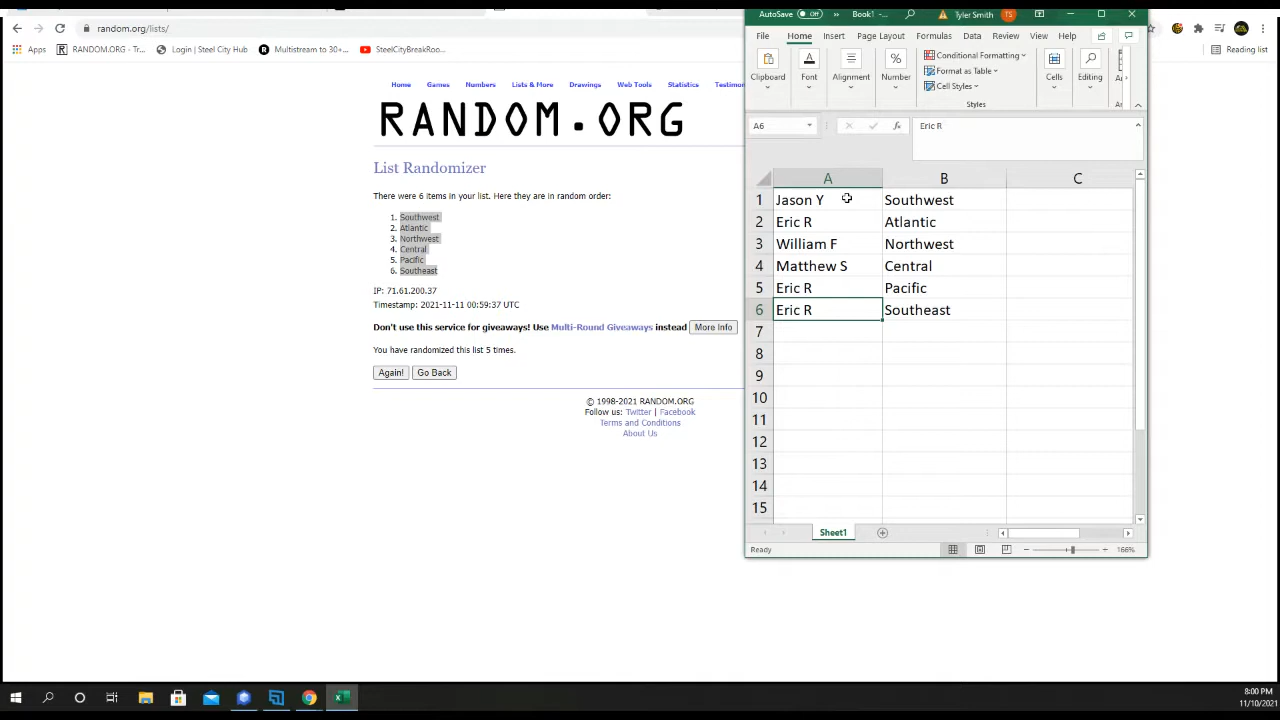 random.org/lists/
Apps
RANDOM.ORG - Tr...
Login | Steel City Hub
Multistream to 30+...
SteelCityBreakRoo...
Reading list
Home
Games
Numbers
Lists & More
Drawings
Web Tools
Statistics
Testimon
RANDOM.ORG
List Randomizer
There were 6 items in your list. Here they are in random order:
1. Southwest
2. Atlantic
3. Northwest
4. Central
5. Pacific
6. Southeast
IP: 71.61.200.37
Timestamp: 2021-11-11 00:59:37 UTC
Don't use this service for giveaways! Use Multi-Round Giveaways instead More Info
You have randomized this list 5 times.
Again! Go Back
© 1998-2021 RANDOM.ORG
Follow us: Twitter | Facebook
Terms and Conditions
About Us
AutoSave Off Book1 -... Tyler Smith TS
File Home Insert Page Layout Formulas Data Review View Help
Clipboard
Font
Alignment
Number
Conditional Formatting
Format as Table
Cell Styles
Styles
Cells
Editing
A6 fx Eric R
A B C
1 Jason Y Southwest
2 Eric R Atlantic
3 William F Northwest
4 Matthew S Central
5 Eric R Pacific
6 Eric R Southeast
7
8
9
10
11
12
13
14
15
Sheet1
Ready
166%
8:00 PM
11/10/2021